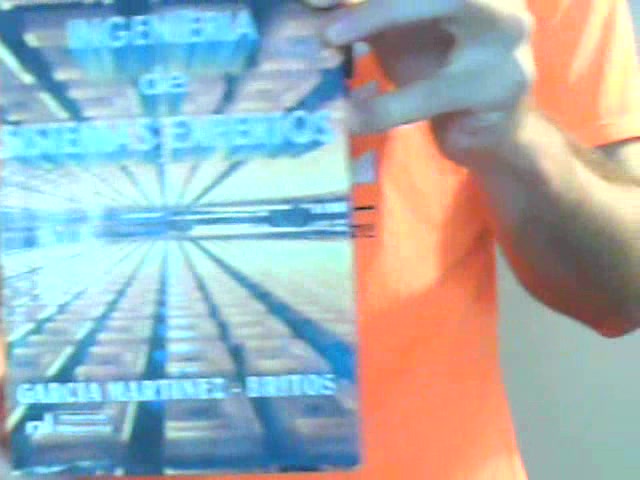 INGENIERIA
de
SISTEMAS EXPERTOS
GARCIA MARTINEZ - BRITOS